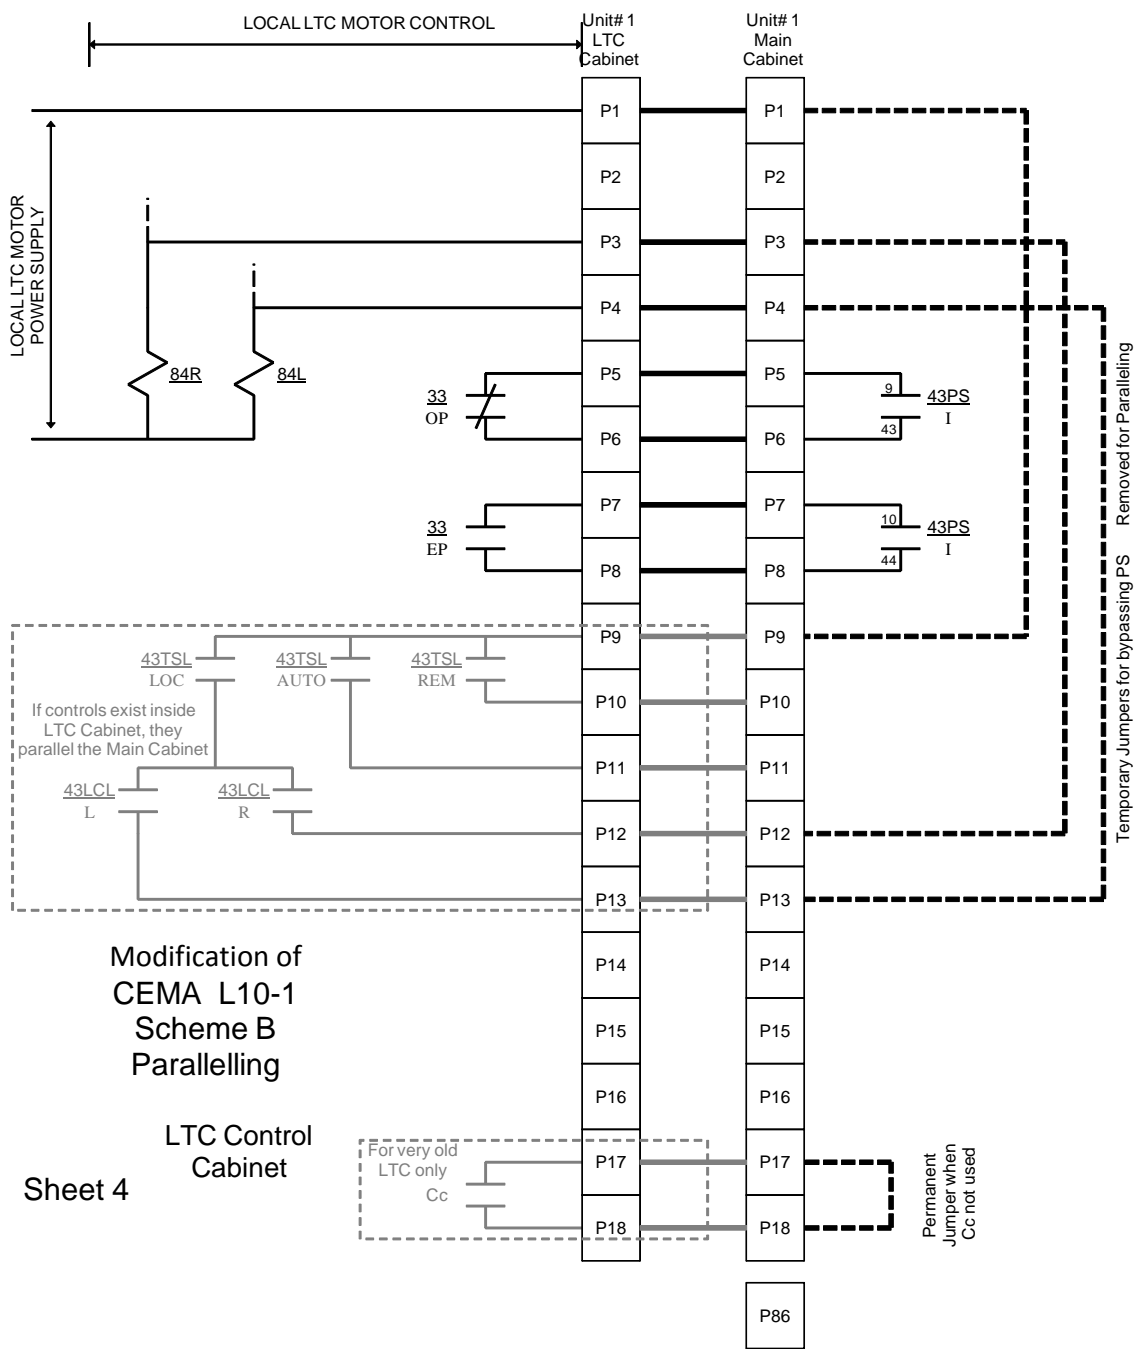 LOCAL LTC MOTOR CONTROL
Unit# 1
LTC
Cabinet
Unit# 1
Main
Cabinet
P1
P1
P2
P2
LOCAL LTC MOTOR
POWER SUPPLY
P3
P3
P4
P4
84R
84L
33
OP
P5
P5
9
43PS
I
43
P6
P6
33
EP
P7
P7
10
43PS
I
44
P8
P8
Temporary Jumpers for bypassing PS Removed for Paralleling
P9
P9
43TSL
LOC
43TSL
AUTO
43TSL
REM
P10
P10
If controls exist inside
LTC Cabinet, they
parallel the Main Cabinet
P11
P11
43LCL
L
43LCL
R
P12
P12
P13
P13
Modification of
CEMA L10-1
Scheme B
Parallelling
P14
P14
P15
P15
P16
P16
LTC Control
Cabinet
Sheet 4
For very old
LTC only
Cc
P17
P17
P18
P18
Permanent
Jumper when
Cc not used
P86